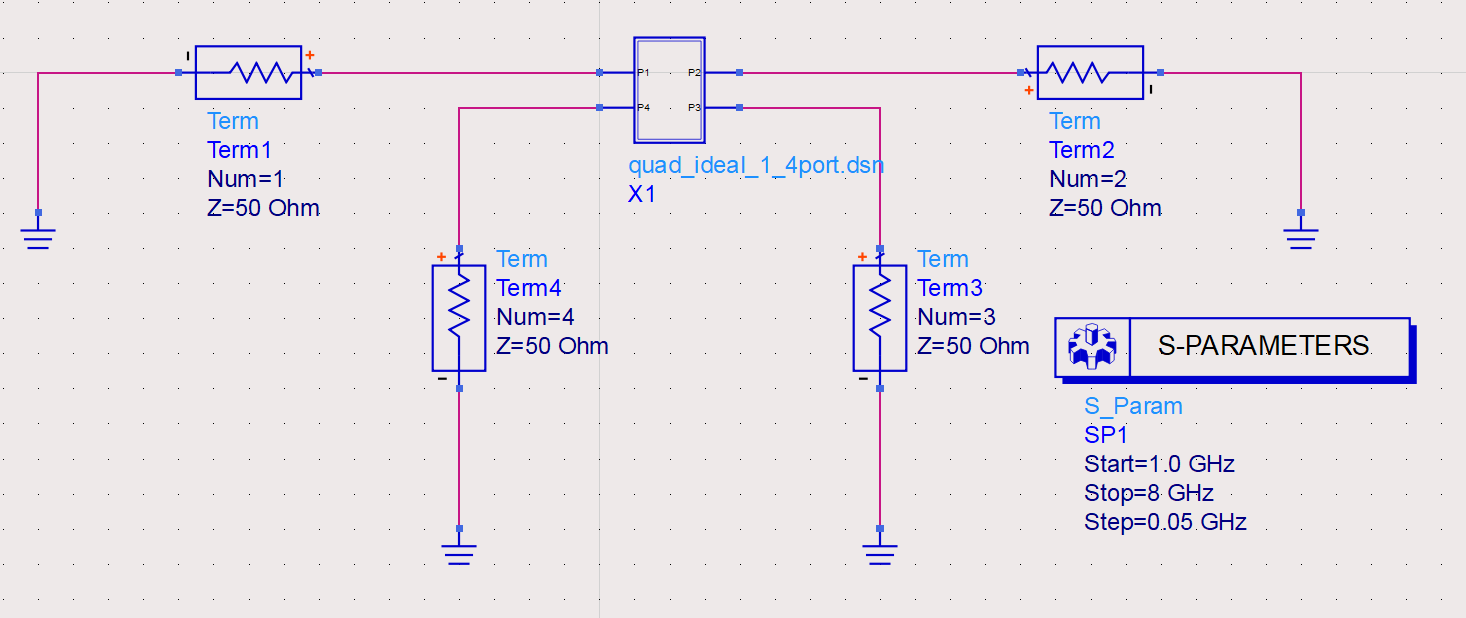 P1
P2
P4
P3
quad_ideal_1_4port.dsn
X1
Term
Term1
Num=1
Z=50 Ohm
Term
Term2
Num=2
Z=50 Ohm
Term
Term4
Num=4
Z=50 Ohm
Term
Term3
Num=3
Z=50 Ohm
S-PARAMETERS
S_Param
SP1
Start=1.0 GHz
Stop=8 GHz
Step=0.05 GHz